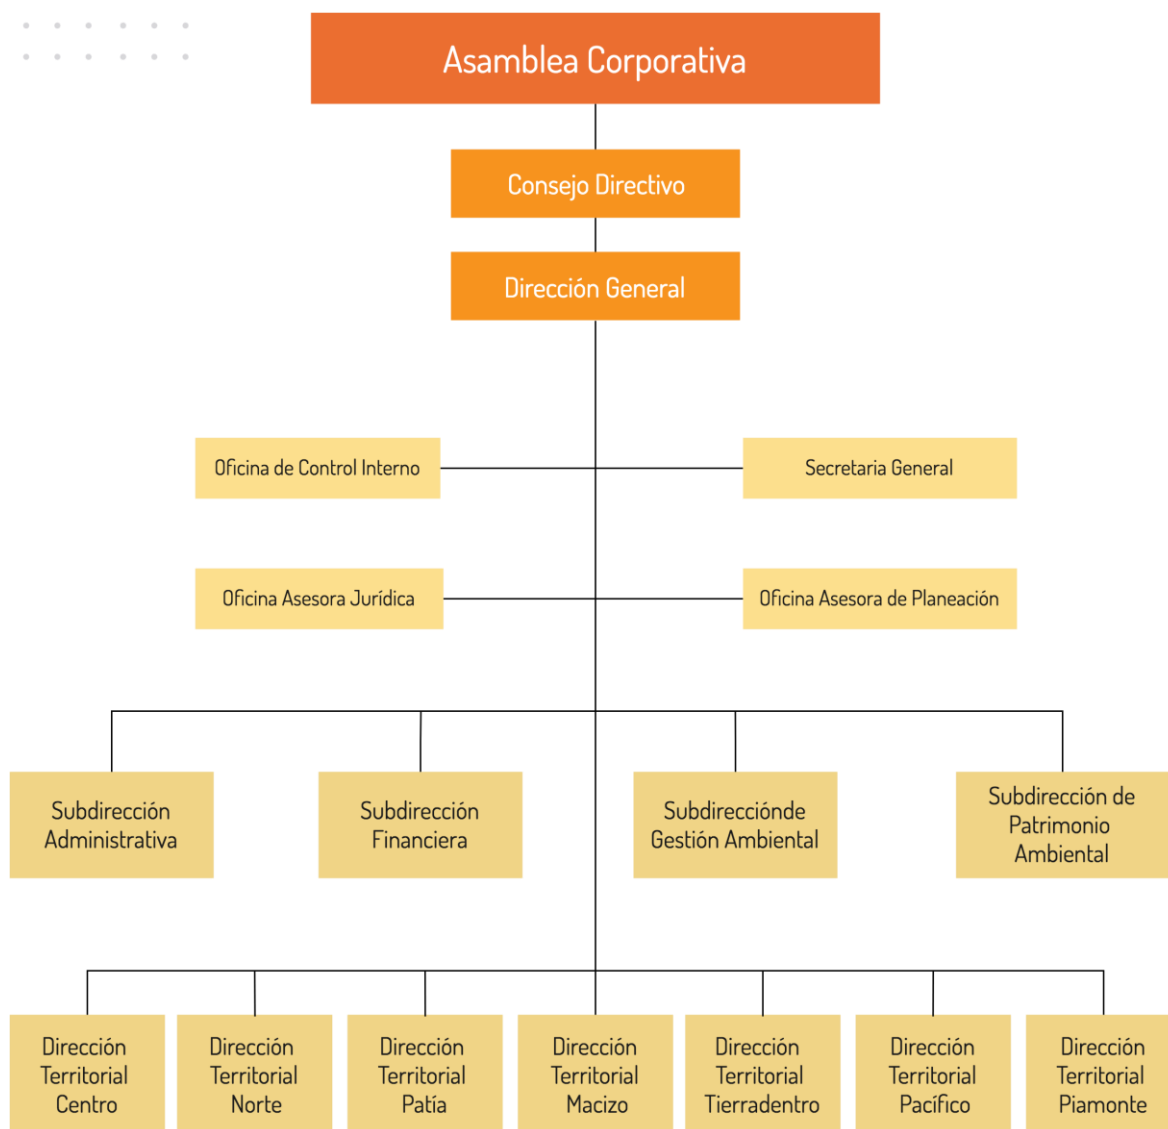 Asamblea Corporativa
Consejo Directivo
Dirección General
Oficina de Control Interno
Secretaria General
Oficina Asesora Jurídica
Oficina Asesora de Planeación
Subdirección
Administrativa
Subdirección
Financiera
Subdirecciónde
Gestión Ambiental
Subdirección de
Patrimonio
Ambiental
Dirección
Territorial
Centro
Dirección
Territorial
Norte
Dirección
Territorial
Patía
Dirección
Territorial
Macizo
Dirección
Territorial
Tierradentro
Dirección
Territorial
Pacífico
Dirección
Territorial
Piamonte